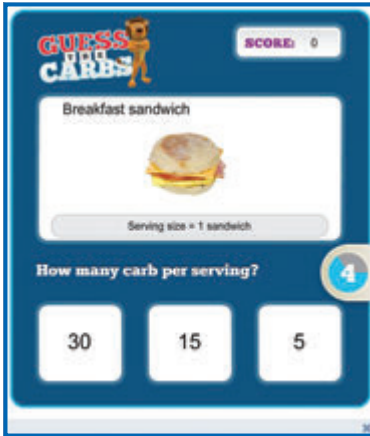 GUESS
THE
CARBS
SCORE: 0
Breakfast sandwich
Serving size = 1 sandwich
How many carb per serving?
4
30
15
5